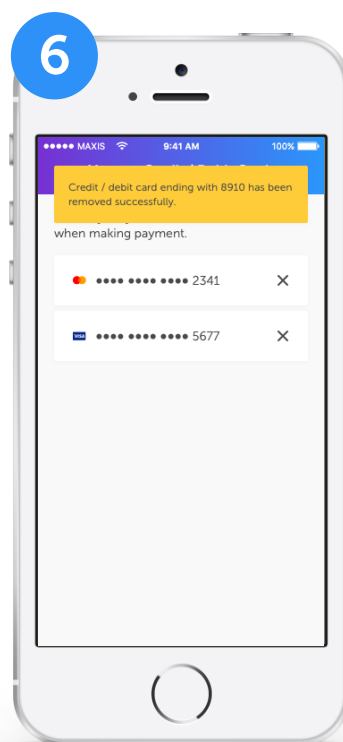 6
MAXIS 9:41 AM 100%
Credit / debit card ending with 8910 has been
removed successfully.
when making payment.
•••• •••• •••• 2341
VISA •••• •••• •••• 5677